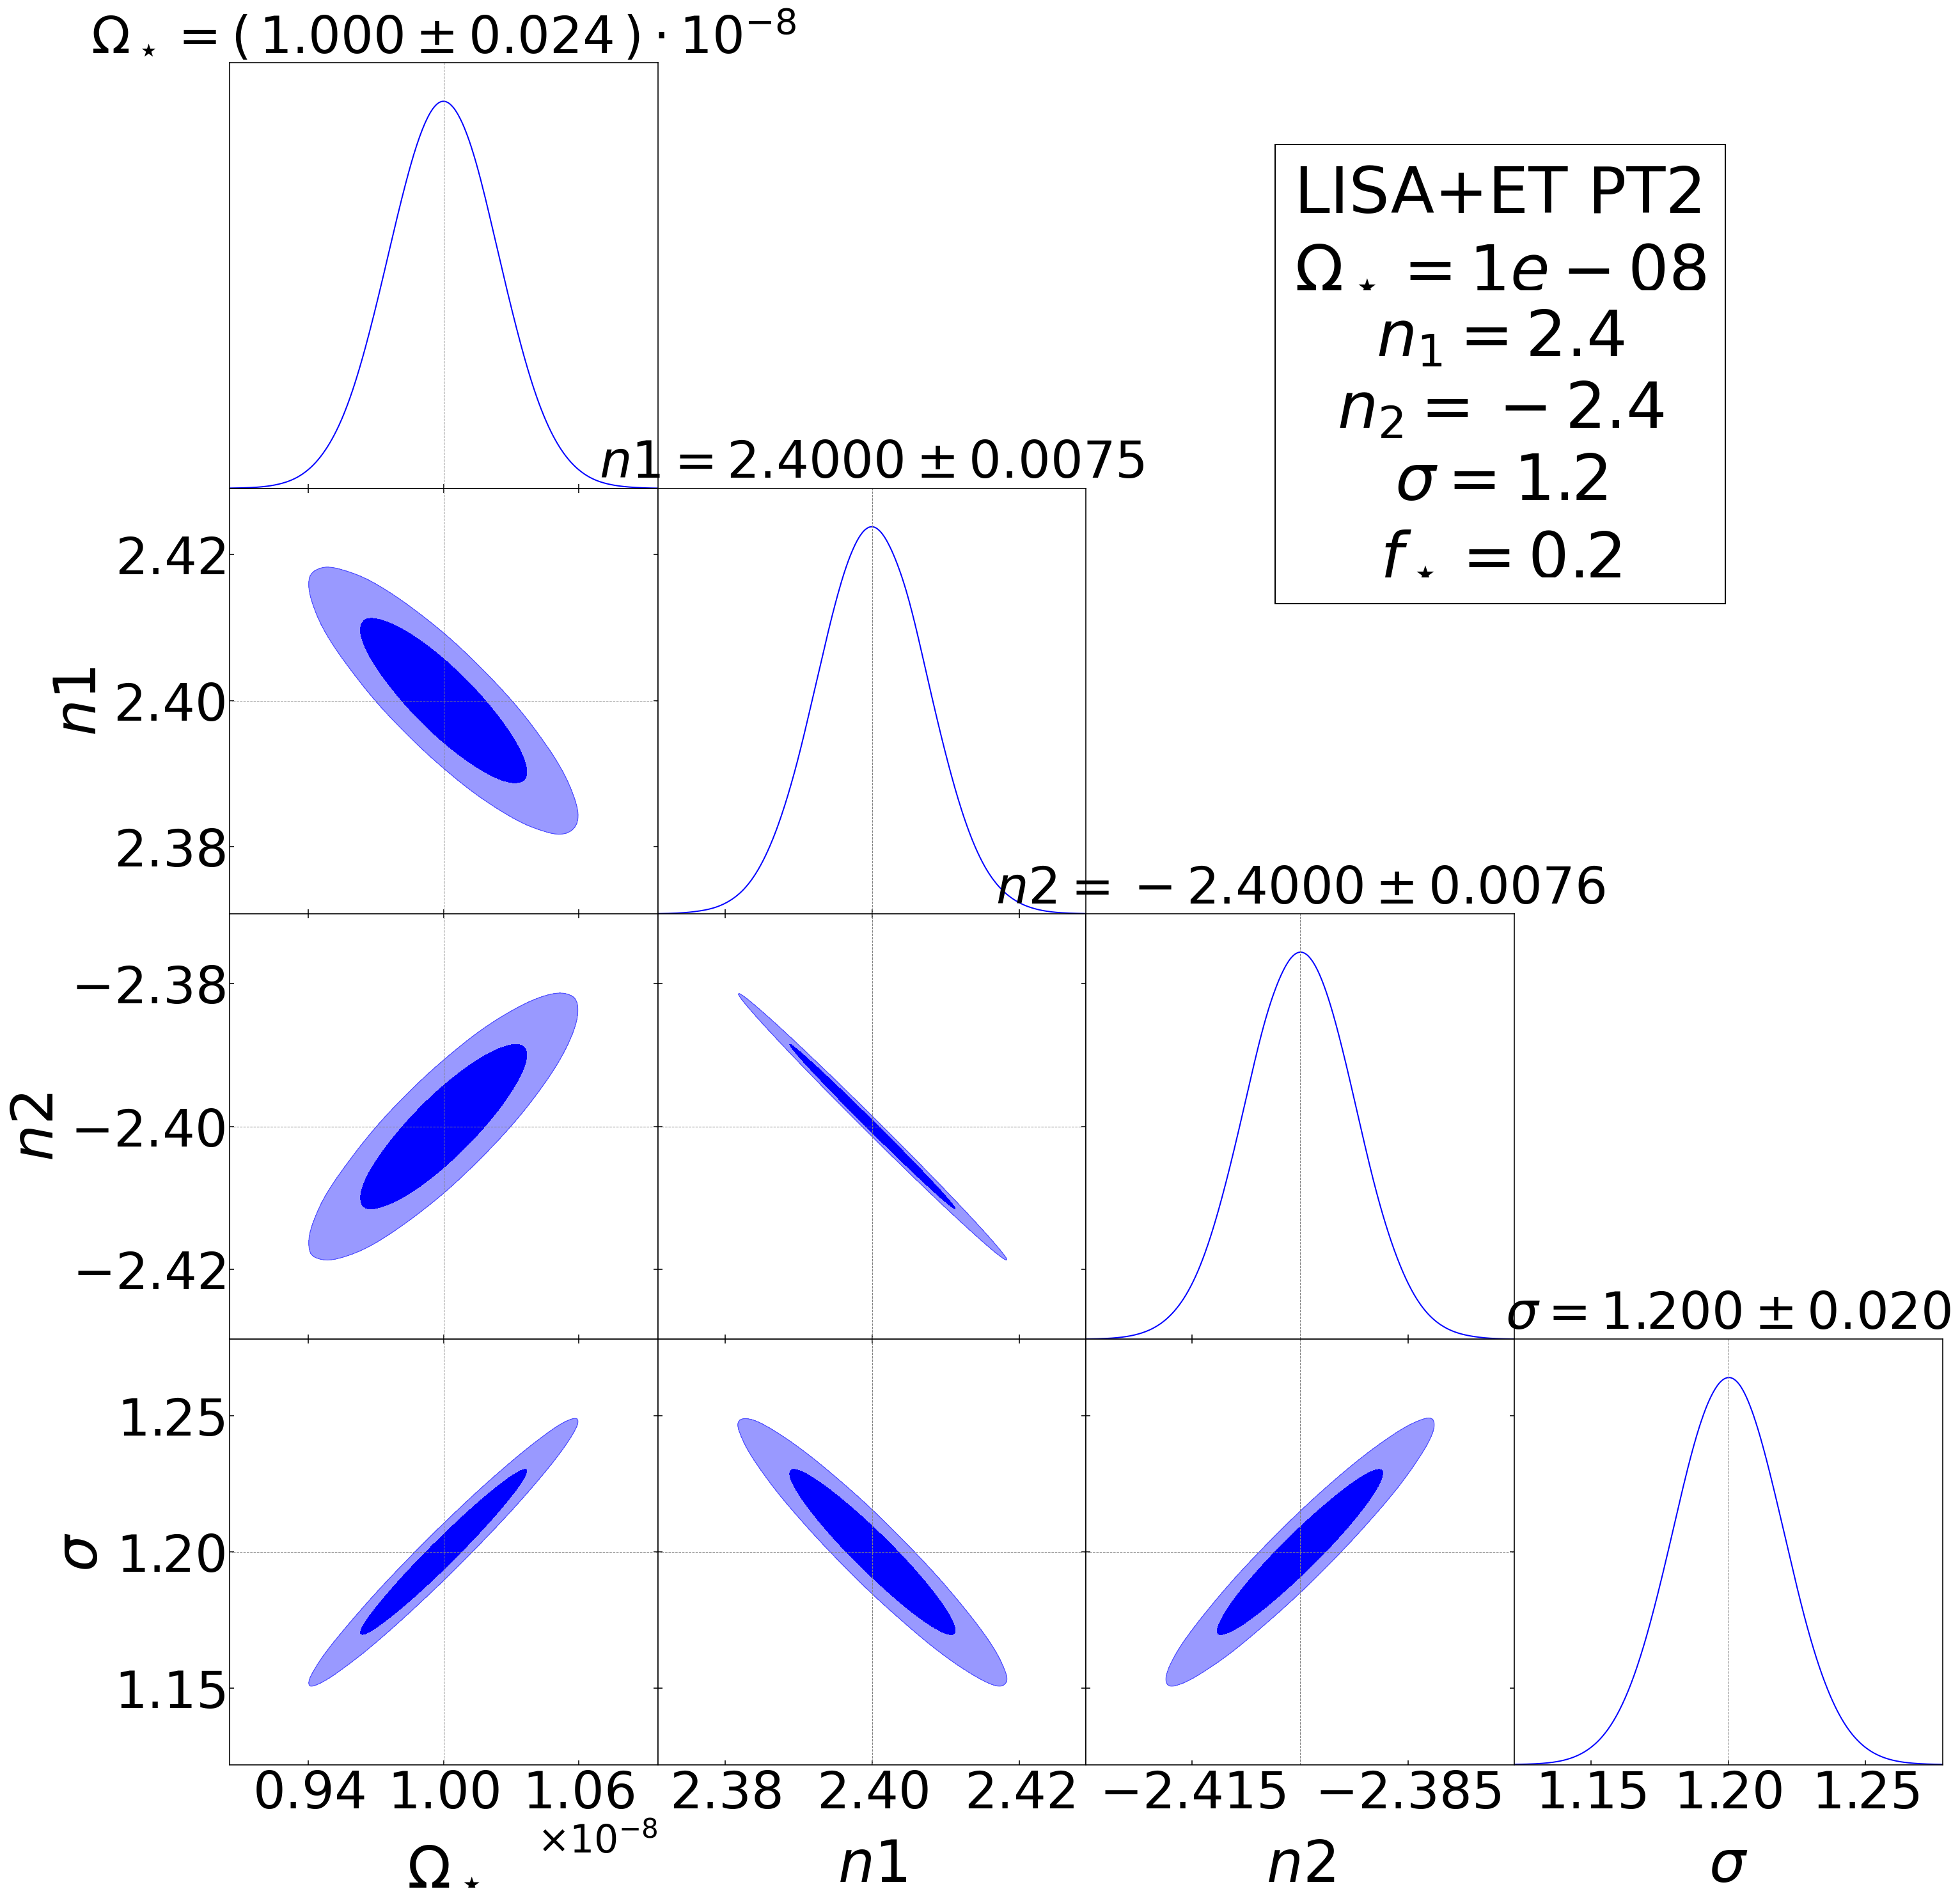 Ω⋆ = ( 1.000 ± 0.024 ) · 10⁻⁸
LISA+ET PT2
Ω⋆ = 1e − 08
n₁ = 2.4
n₂ = − 2.4
σ = 1.2
f⋆ = 0.2
n1 = 2.4000 ± 0.0075
2.42
n1 2.40
2.38
n2 = − 2.4000 ± 0.0076
−2.38
n2 −2.40
−2.42
σ = 1.200 ± 0.020
1.25
σ 1.20
1.15
0.94 1.00 1.06 2.38 2.40 2.42 −2.415 −2.385 1.15 1.20 1.25
×10⁻⁸
Ω⋆ n1 n2 σ